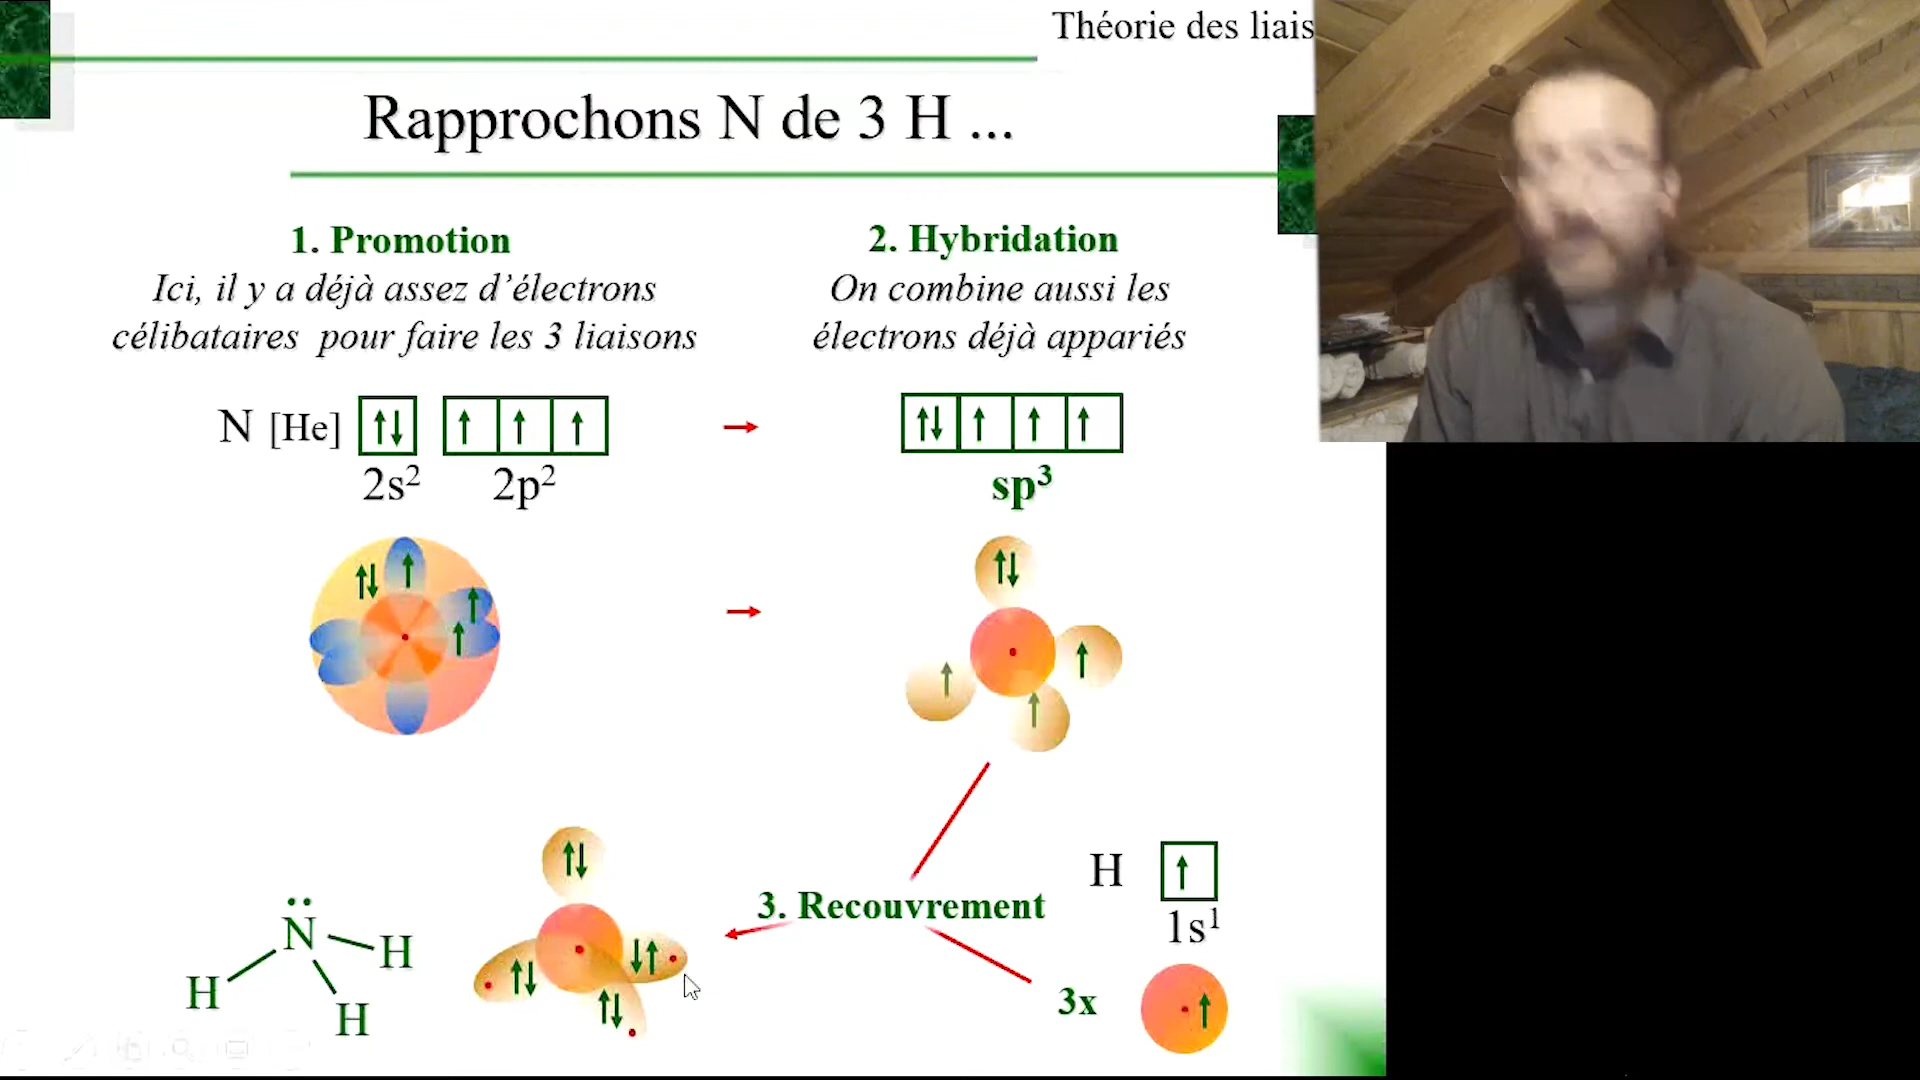 Théorie des liais
Rapprochons N de 3 H ...
1. Promotion
Ici, il y a déjà assez d’électrons
célibataires pour faire les 3 liaisons
2. Hybridation
On combine aussi les
électrons déjà appariés
N [He] ↑↓ ↑ ↑ ↑
2s² 2p²
↑↓ ↑ ↑ ↑
sp³
3. Recouvrement
H ↑
1s¹
3x
N
H
H
H